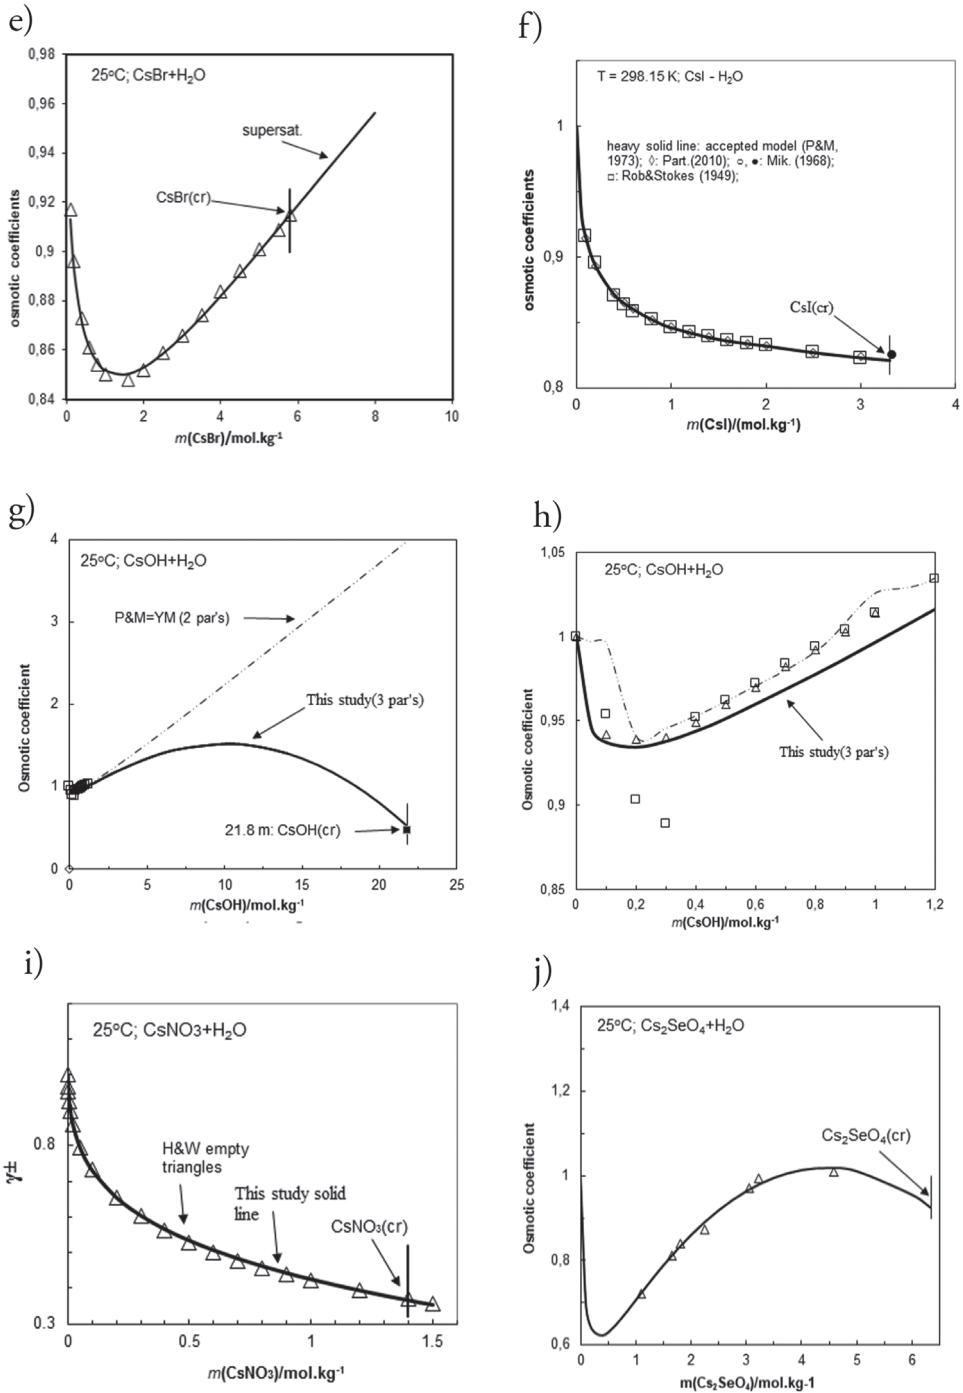 e)
0,98
0,96
0,94
0,92
0,9
0,88
0,86
0,84
0
2
4
6
8
10
osmotic coefficients
25ºC; CsBr+H2O
supersat.
CsBr(cr)
m(CsBr)/mol.kg-1
f)
1
0,9
0,8
0
1
2
3
4
osmotic coefficients
T = 298.15 K; CsI - H2O
heavy solid line: accepted model (P&M,
1973); ◊: Part.(2010); ○, ●: Mik. (1968);
□: Rob&Stokes (1949);
CsI(cr)
m(CsI)/(mol.kg-1)
g)
4
3
2
1
0
0
5
10
15
20
25
Osmotic coefficient
25ºC; CsOH+H2O
P&M=YM (2 par's)
This study(3 par's)
21.8 m: CsOH(cr)
m(CsOH)/mol.kg-1
h)
1,05
1
0,95
0,9
0,85
0
0,2
0,4
0,6
0,8
1
1,2
Osmotic coefficient
25ºC; CsOH+H2O
This study(3 par's)
m(CsOH)/mol.kg-1
i)
0.8
0.3
0
0.5
1
1.5
γ±
25ºC; CsNO3+H2O
H&W empty
triangles
This study solid
line
CsNO3(cr)
m(CsNO3)/mol.kg-1
j)
1,4
1,2
1
0,8
0,6
0
1
2
3
4
5
6
Osmotic coefficient
25ºC; Cs2SeO4+H2O
Cs2SeO4(cr)
m(Cs2SeO4)/mol.kg-1